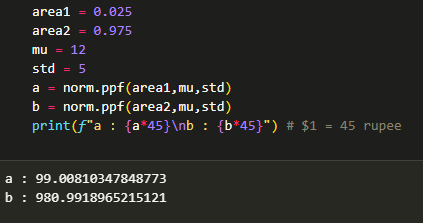 area1 = 0.025
area2 = 0.975
mu = 12
std = 5
a = norm.ppf(area1,mu,std)
b = norm.ppf(area2,mu,std)
print(f"a : {a*45}\nb : {b*45}") # $1 = 45 rupee
a : 99.00810347848773
b : 980.9918965215121